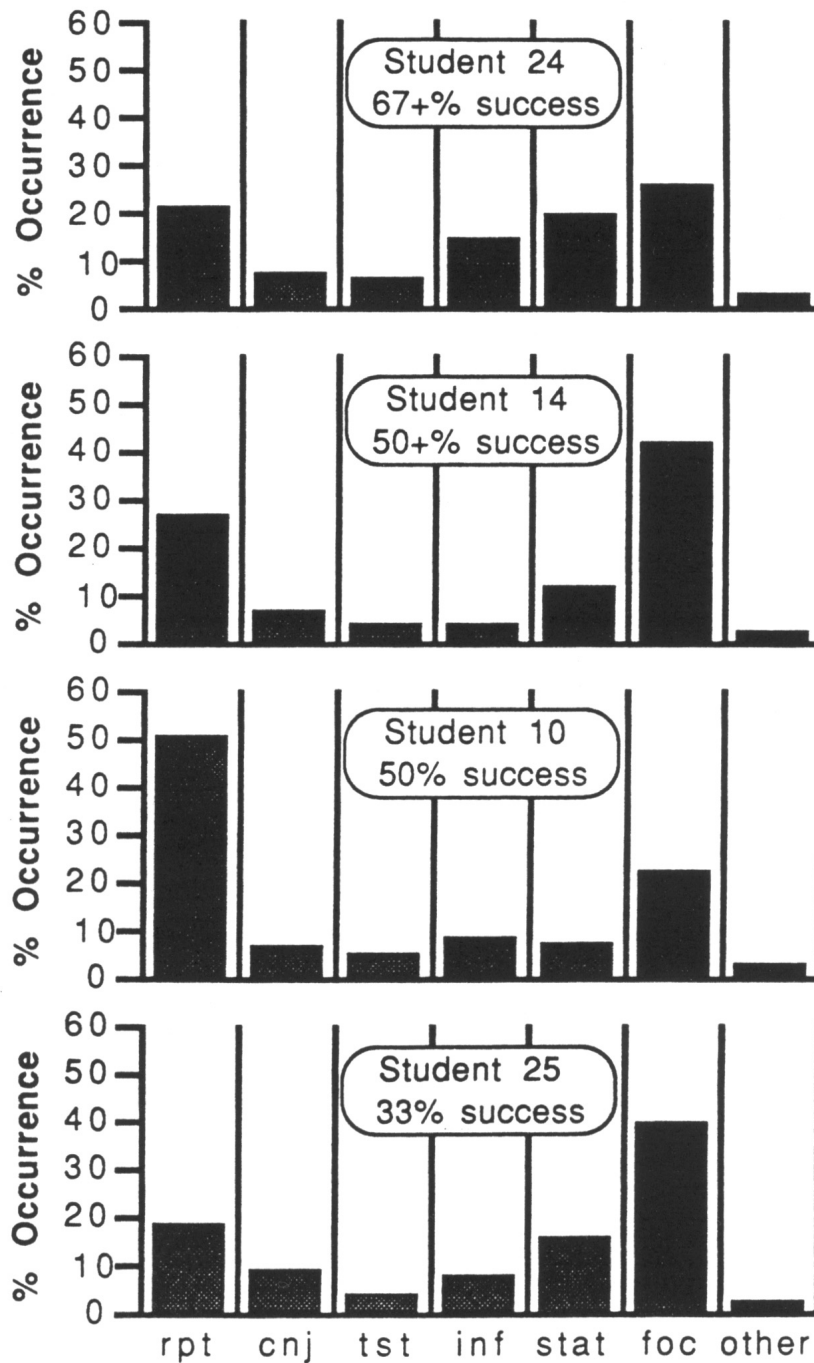 60
50
40
30
20
10
0
% Occurrence
Student 24
67+% success
60
50
40
30
20
10
0
% Occurrence
Student 14
50+% success
60
50
40
30
20
10
0
% Occurrence
Student 10
50% success
60
50
40
30
20
10
0
% Occurrence
Student 25
33% success
rpt cnj tst inf stat foc other